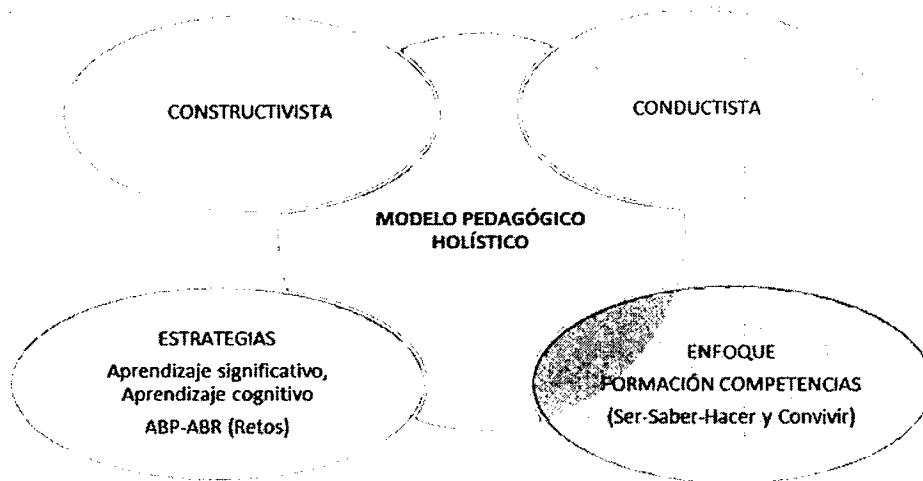 CONSTRUCTIVISTA
CONDUCTISTA
MODELO PEDAGÓGICO
HOLÍSTICO
ESTRATEGIAS
Aprendizaje significativo,
Aprendizaje cognitivo
ABP-ABR (Retos)
ENFOQUE
FORMACIÓN COMPETENCIAS
(Ser-Saber-Hacer y Convivir)